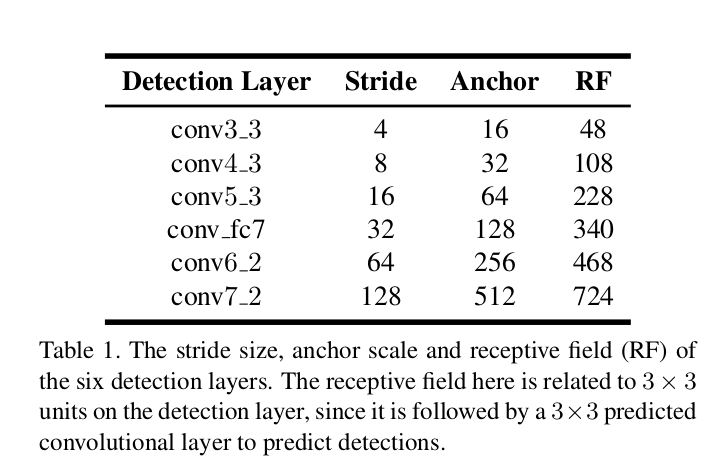 Detection Layer Stride Anchor RF
conv3_3 4 16 48
conv4_3 8 32 108
conv5_3 16 64 228
conv_fc7 32 128 340
conv6_2 64 256 468
conv7_2 128 512 724
Table 1. The stride size, anchor scale and receptive field (RF) of
the six detection layers. The receptive field here is related to 3 × 3
units on the detection layer, since it is followed by a 3×3 predicted
convolutional layer to predict detections.